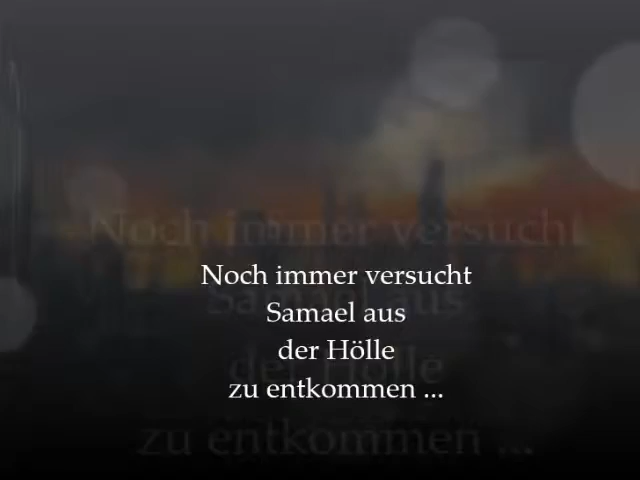 Noch immer versucht
Samael aus
der Hölle
zu entkommen ...